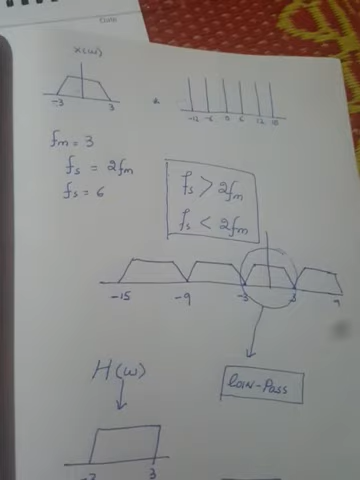 x(ω)
-3 3
*
-12 -6 0 6 12 18
fm = 3
fs = 2fm
fs = 6
fs > 2fm
fs < 2fm
-15 -9 -3 3 9
low-Pass
H(ω)
-3 3